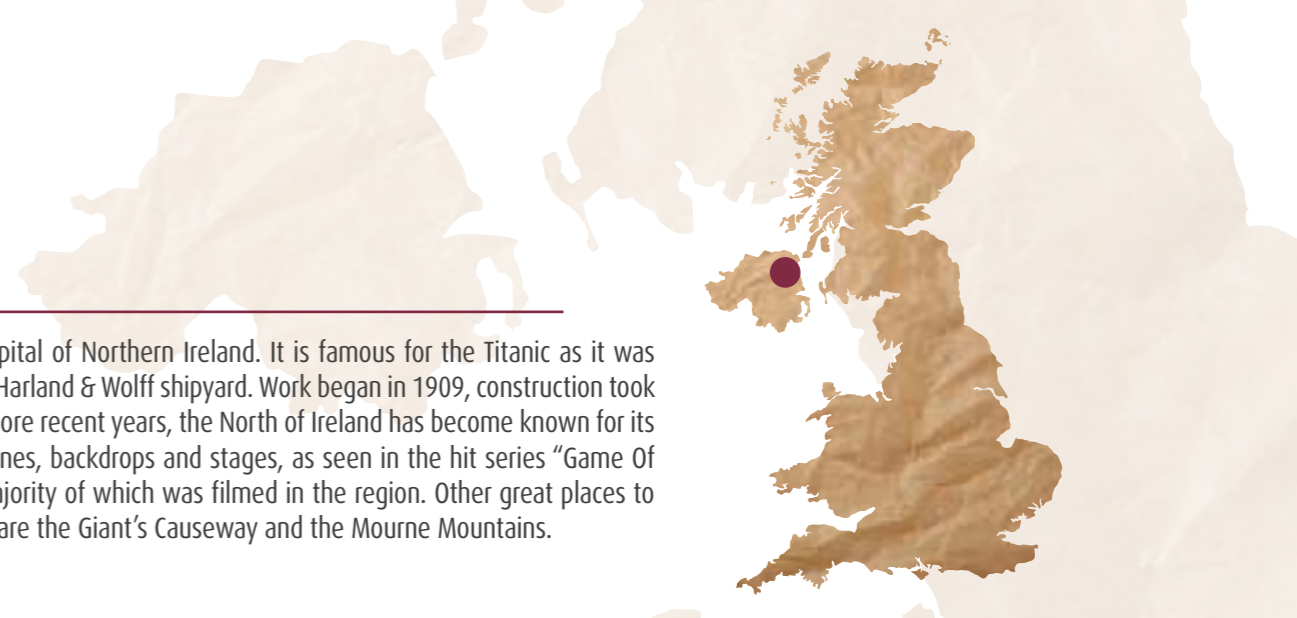 pital of Northern Ireland. It is famous for the Titanic as it was
Harland & Wolff shipyard. Work began in 1909, construction took
ore recent years, the North of Ireland has become known for its
nes, backdrops and stages, as seen in the hit series “Game Of
ajority of which was filmed in the region. Other great places to
are the Giant’s Causeway and the Mourne Mountains.